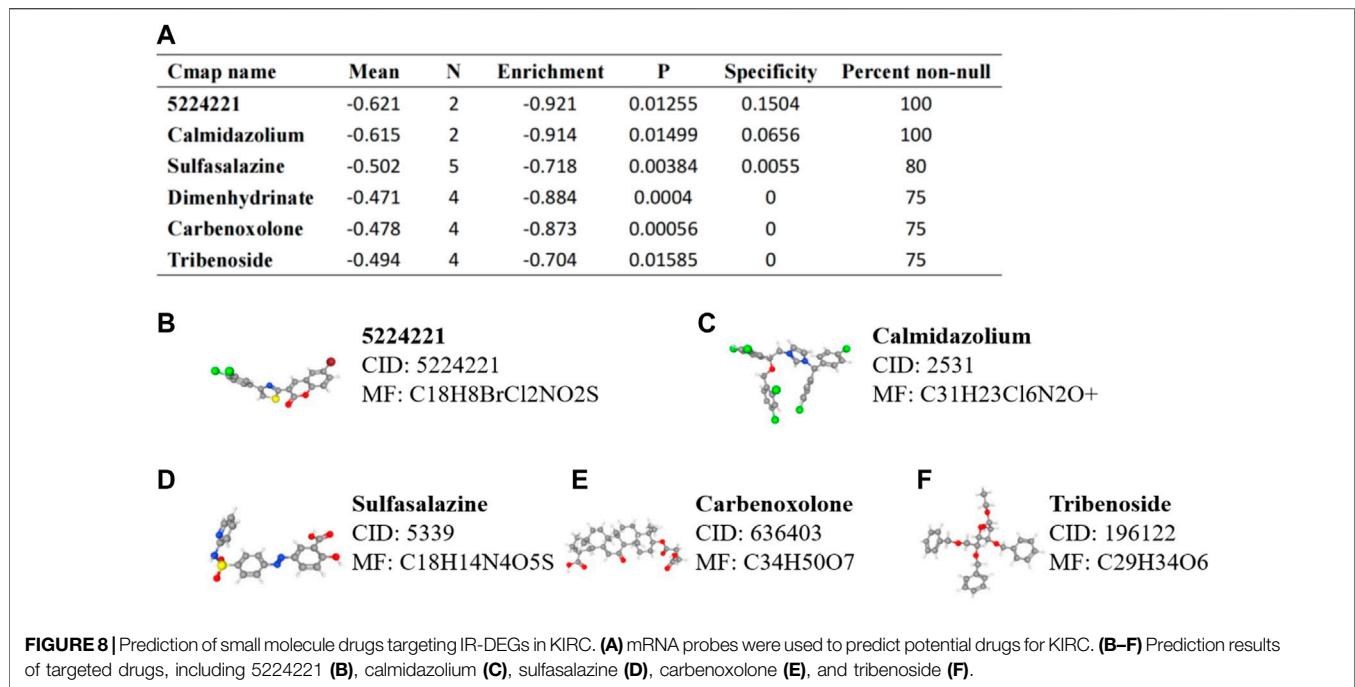 A
Cmap name Mean N Enrichment P Specificity Percent non-null
5224221 -0.621 2 -0.921 0.01255 0.1504 100
Calmidazolium -0.615 2 -0.914 0.01499 0.0656 100
Sulfasalazine -0.502 5 -0.718 0.00384 0.0055 80
Dimenhydrinate -0.471 4 -0.884 0.0004 0 75
Carbenoxolone -0.478 4 -0.873 0.00056 0 75
Tribenoside -0.494 4 -0.704 0.01585 0 75
B
5224221
CID: 5224221
MF: C18H8BrCl2NO2S
C
Calmidazolium
CID: 2531
MF: C31H23Cl6N2O+
D
Sulfasalazine
CID: 5339
MF: C18H14N4O5S
E
Carbenoxolone
CID: 636403
MF: C34H50O7
F
Tribenoside
CID: 196122
MF: C29H34O6
FIGURE 8 | Prediction of small molecule drugs targeting IR-DEGs in KIRC. (A) mRNA probes were used to predict potential drugs for KIRC. (B–F) Prediction results
of targeted drugs, including 5224221 (B), calmidazolium (C), sulfasalazine (D), carbenoxolone (E), and tribenoside (F).